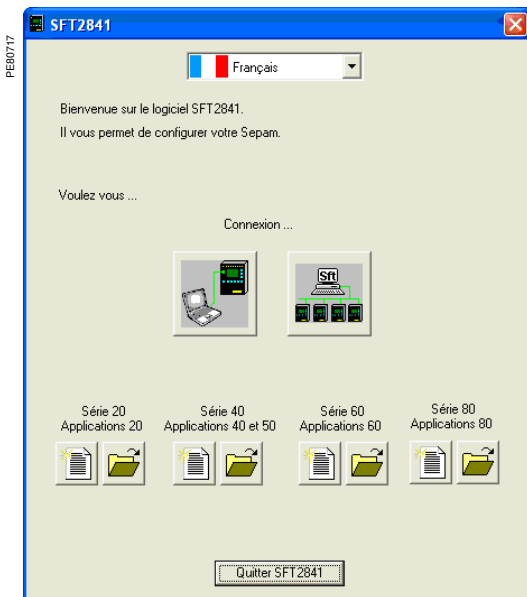 SFT2841
PE80717
Français
Bienvenue sur le logiciel SFT2841.
Il vous permet de configurer votre Sepam.
Voulez vous ...
Connexion ...
Sft
Série 20
Applications 20
Série 40
Applications 40 et 50
Série 60
Applications 60
Série 80
Applications 80
Quitter SFT2841